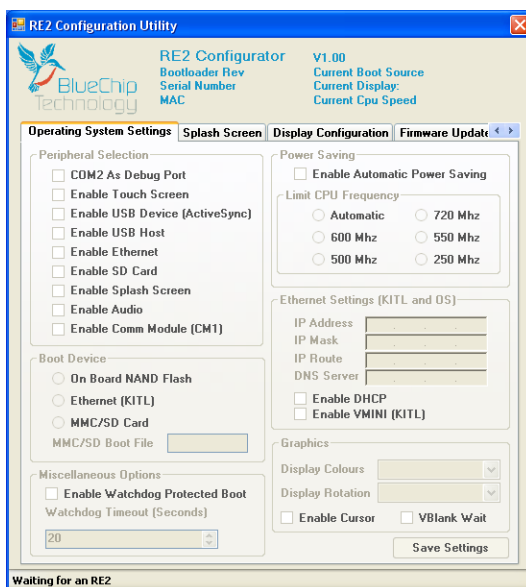 RE2 Configuration Utility
BlueChip
Technology
RE2 Configurator V1.00
Bootloader Rev Current Boot Source
Serial Number Current Display:
MAC Current Cpu Speed
Operating System Settings Splash Screen Display Configuration Firmware Update
Peripheral Selection
COM2 As Debug Port
Enable Touch Screen
Enable USB Device (ActiveSync)
Enable USB Host
Enable Ethernet
Enable SD Card
Enable Splash Screen
Enable Audio
Enable Comm Module (CM1)
Boot Device
On Board NAND Flash
Ethernet (KITL)
MMC/SD Card
MMC/SD Boot File
Miscellaneous Options
Enable Watchdog Protected Boot
Watchdog Timeout (Seconds)
20
Power Saving
Enable Automatic Power Saving
Limit CPU Frequency
Automatic 720 Mhz
600 Mhz 550 Mhz
500 Mhz 250 Mhz
Ethernet Settings (KITL and OS)
IP Address
IP Mask
IP Route
DNS Server
Enable DHCP
Enable VMINI (KITL)
Graphics
Display Colours
Display Rotation
Enable Cursor VBlank Wait
Save Settings
Waiting for an RE2